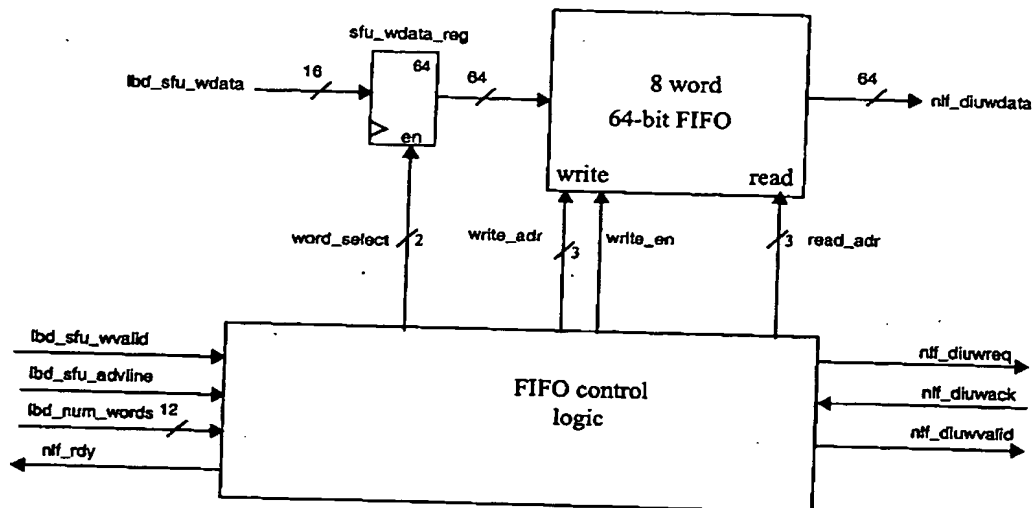 sfu_wdata_reg
lbd_sfu_wdata
16
64
en
64
8 word
64-bit FIFO
write
read
64
nlf_diuwdata
word_select
2
write_adr
3
write_en
3
read_adr
lbd_sfu_wvalid
lbd_sfu_advline
lbd_num_words
12
nlf_rdy
FIFO control
logic
nlf_diuwreq
nlf_diuwack
nlf_diuwvalid